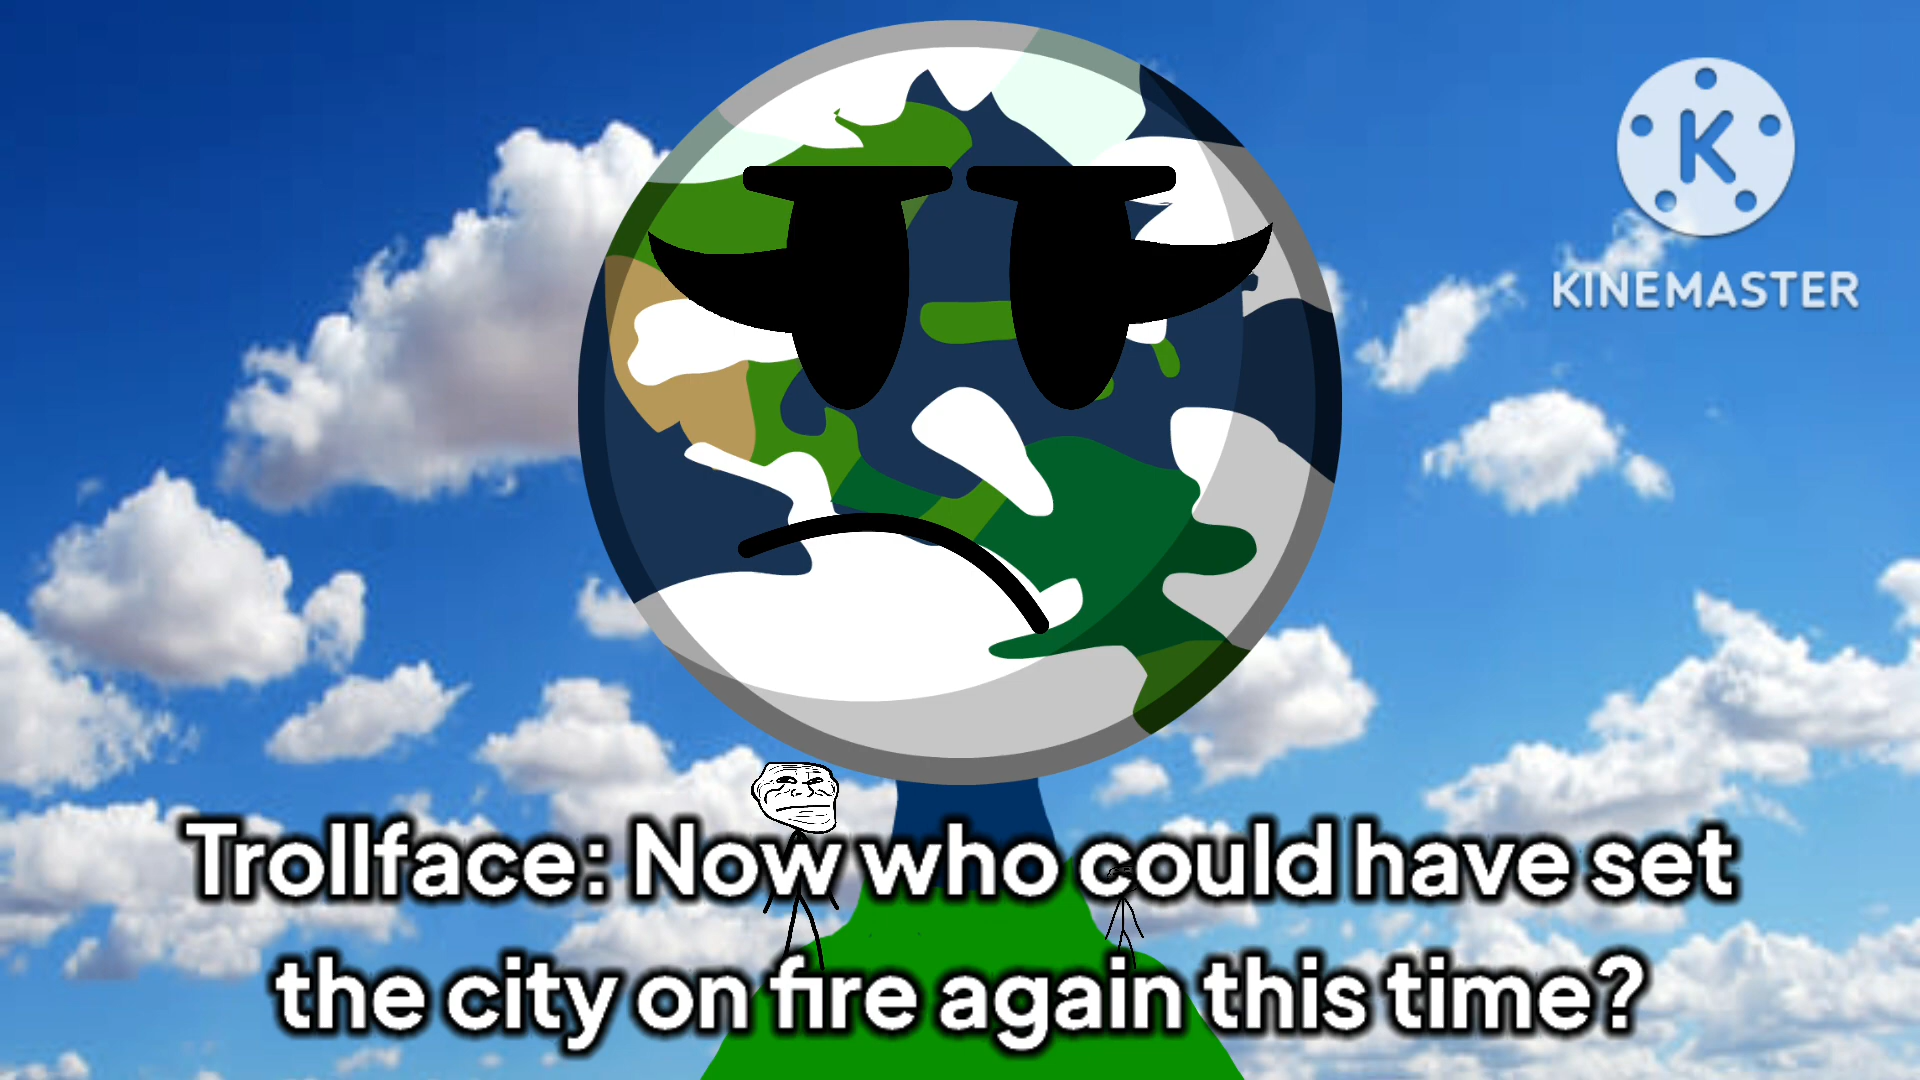 K
KINEMASTER
Trollface: Now who could have set
the city on fire again this time?